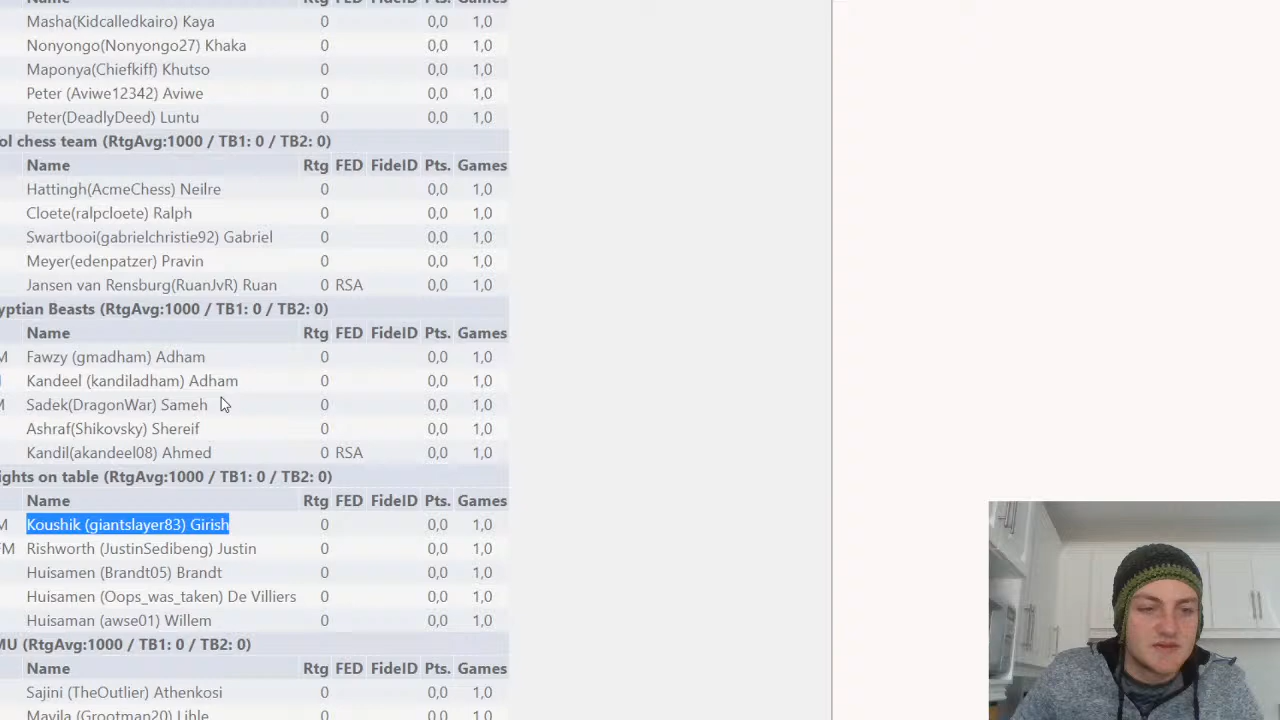 Masha(Kidcalledkairo) Kaya 0 0,0 1,0
Nonyongo(Nonyongo27) Khaka 0 0,0 1,0
Maponya(Chiefkiff) Khutso 0 0,0 1,0
Peter (Aviwe12342) Aviwe 0 0,0 1,0
Peter(DeadlyDeed) Luntu 0 0,0 1,0
ol chess team (RtgAvg:1000 / TB1: 0 / TB2: 0)
Name Rtg FED FideID Pts. Games
Hattingh(AcmeChess) Neilre 0 0,0 1,0
Cloete(ralpcloete) Ralph 0 0,0 1,0
Swartbooi(gabrielchristie92) Gabriel 0 0,0 1,0
Meyer(edenpatzer) Pravin 0 0,0 1,0
Jansen van Rensburg(RuanJvR) Ruan 0 RSA 0,0 1,0
yptian Beasts (RtgAvg:1000 / TB1: 0 / TB2: 0)
Name Rtg FED FideID Pts. Games
M Fawzy (gmadham) Adham 0 0,0 1,0
Kandeel (kandiladham) Adham 0 0,0 1,0
M Sadek(DragonWar) Sameh 0 0,0 1,0
Ashraf(Shikovsky) Shereif 0 0,0 1,0
Kandil(akandeel08) Ahmed 0 RSA 0,0 1,0
ights on table (RtgAvg:1000 / TB1: 0 / TB2: 0)
Name Rtg FED FideID Pts. Games
M Koushik (giantslayer83) Girish 0 0,0 1,0
FM Rishworth (JustinSedibeng) Justin 0 0,0 1,0
Huisamen (Brandt05) Brandt 0 0,0 1,0
Huisamen (Oops_was_taken) De Villiers 0 0,0 1,0
Huisaman (awse01) Willem 0 0,0 1,0
MU (RtgAvg:1000 / TB1: 0 / TB2: 0)
Name Rtg FED FideID Pts. Games
Sajini (TheOutlier) Athenkosi 0 0,0 1,0
Mavila (Grootman20) Lihle 0 0,0 1,0